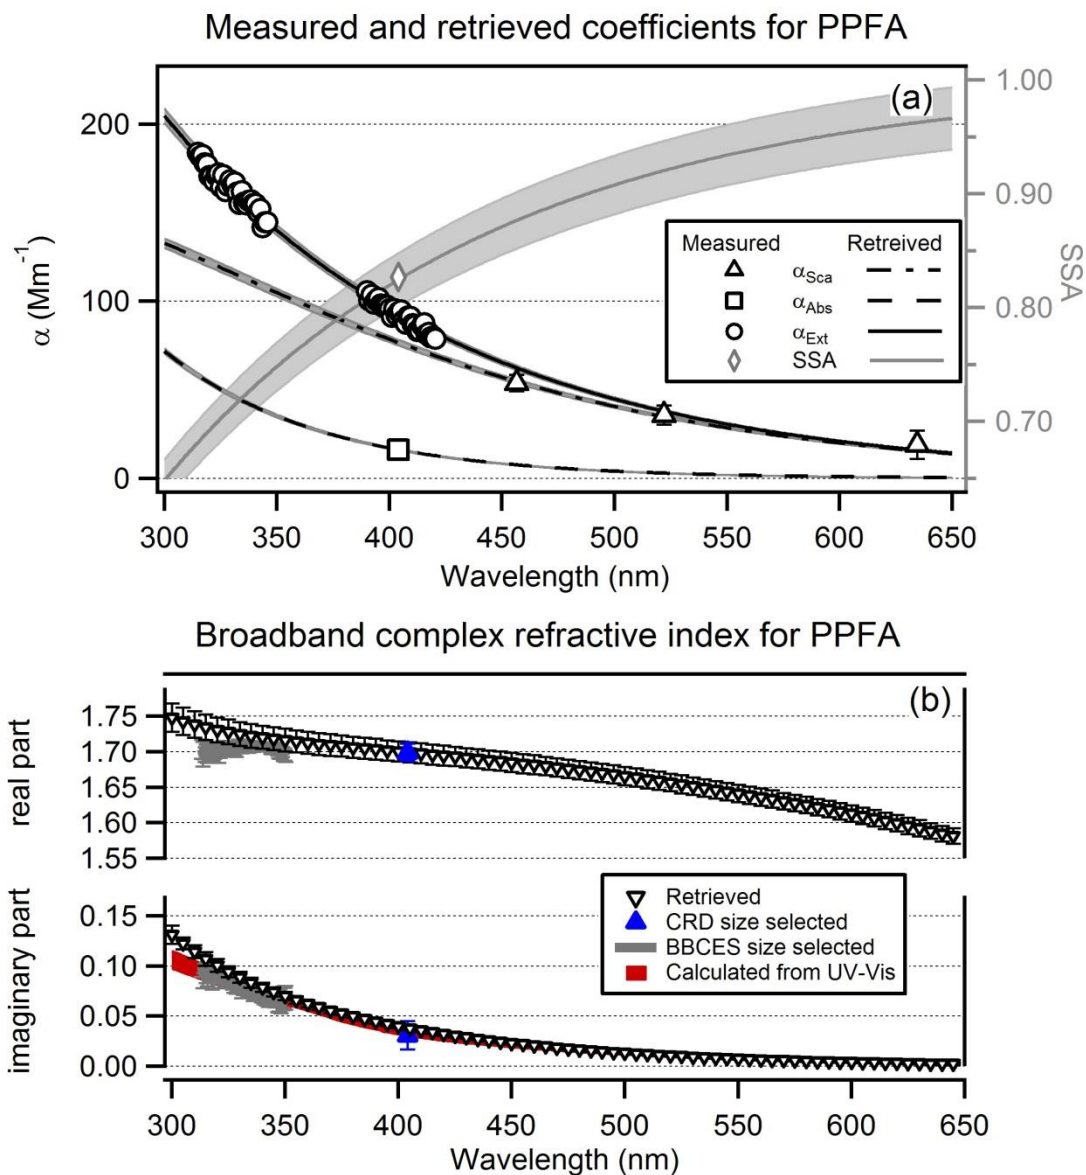 Measured and retrieved coefficients for PPFA
(a)
200
100
0
α (Mm⁻¹)
1.00
0.90
0.80
0.70
SSA
Measured Retreived
αSca
αAbs
αExt
SSA
300 350 400 450 500 550 600 650
Wavelength (nm)
Broadband complex refractive index for PPFA
(b)
1.75
1.70
1.65
1.60
1.55
real part
0.15
0.10
0.05
0.00
imaginary part
Retrieved
CRD size selected
BBCES size selected
Calculated from UV-Vis
300 350 400 450 500 550 600 650
Wavelength (nm)